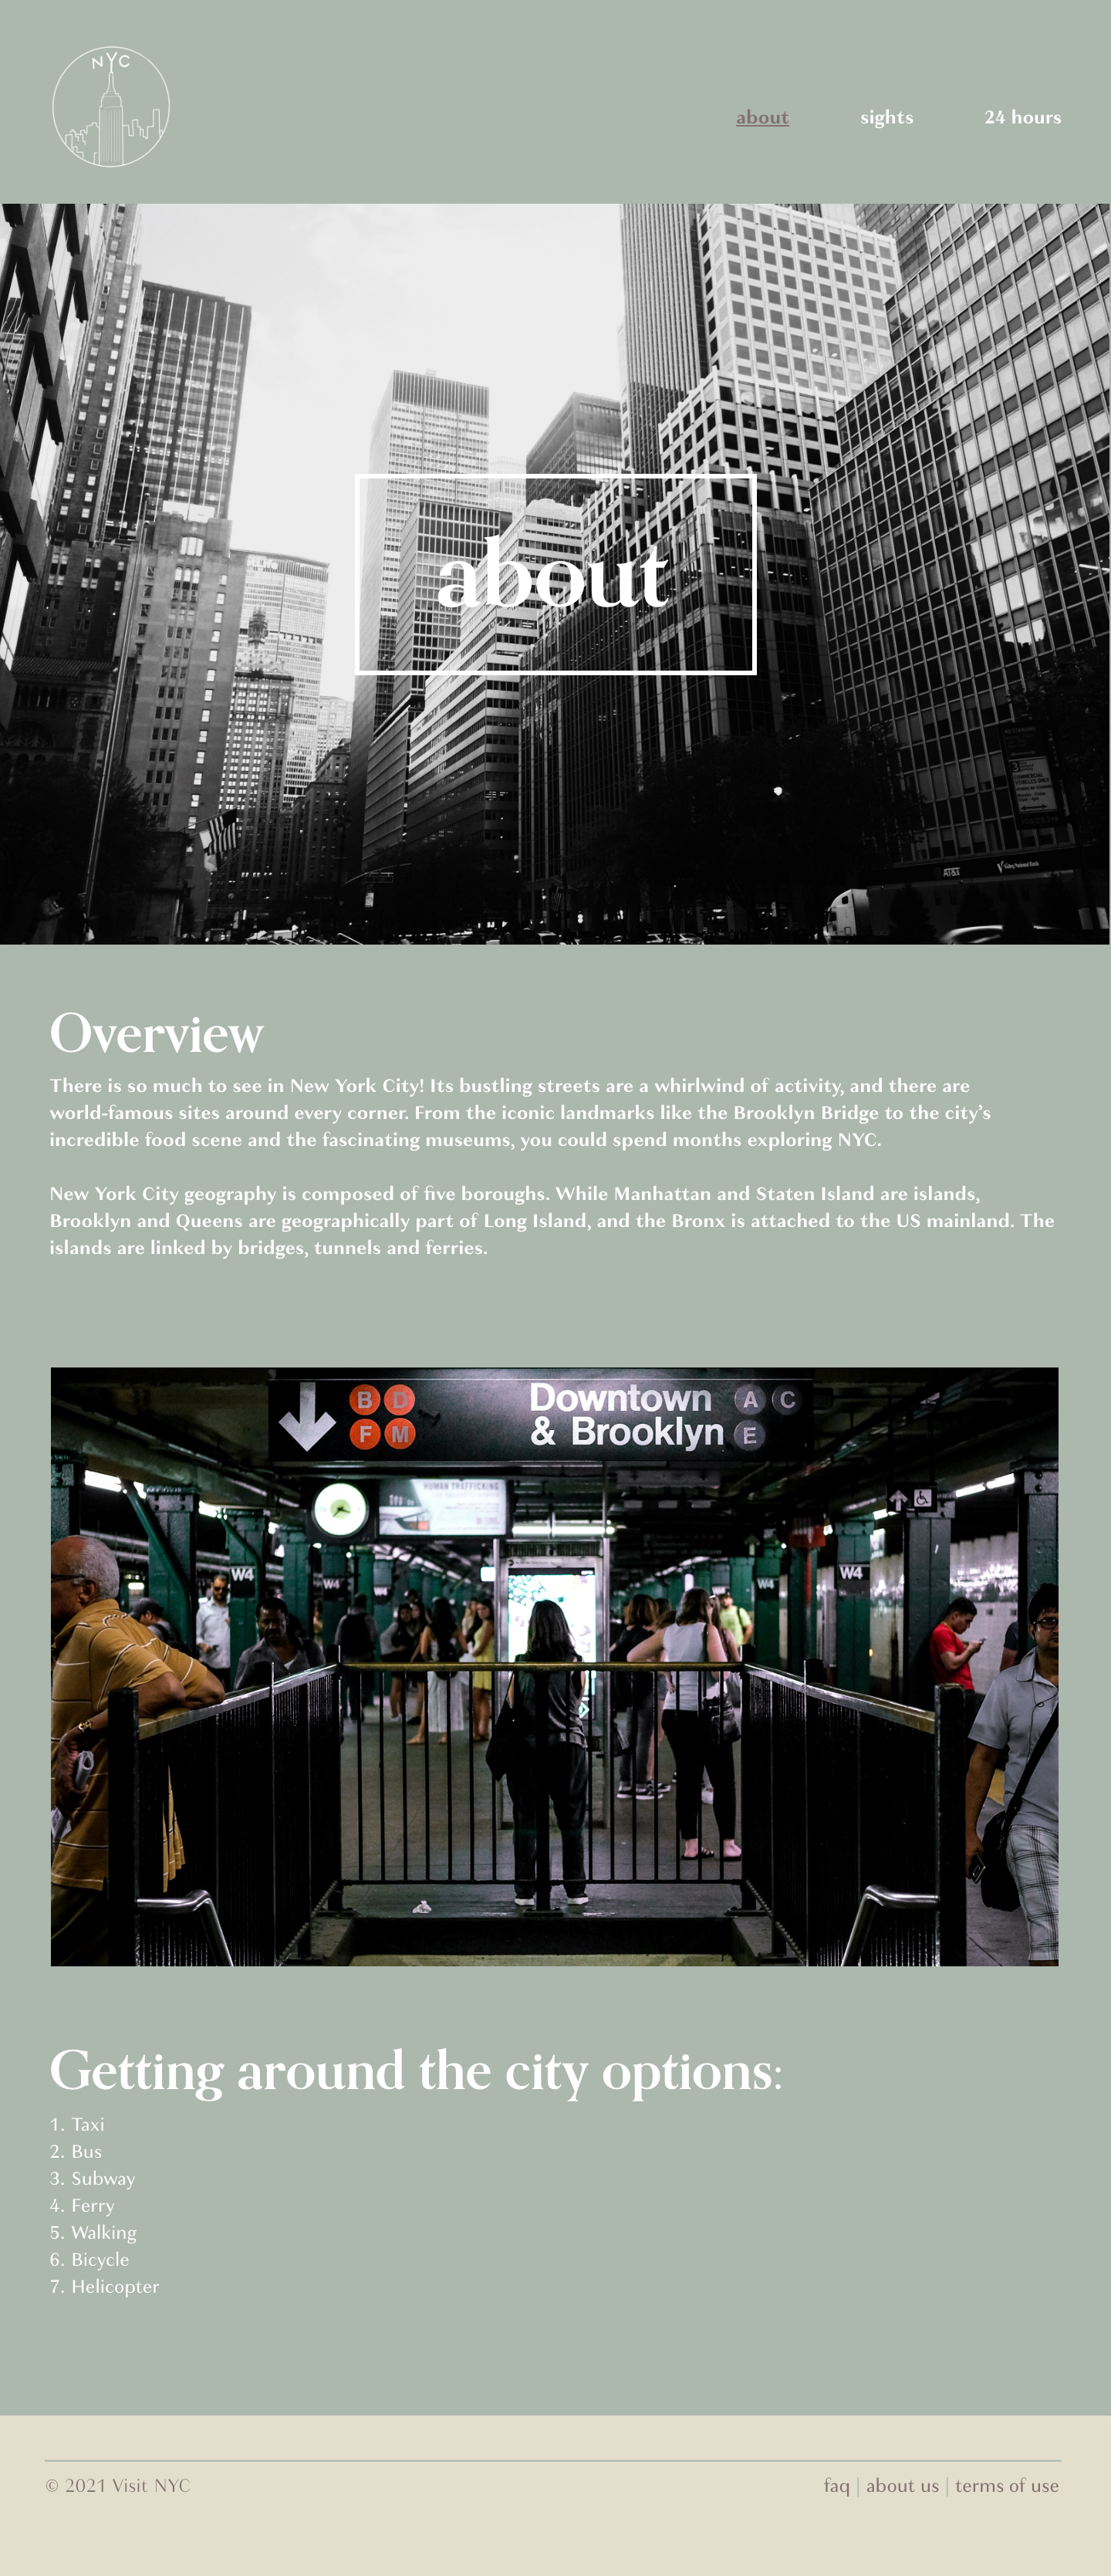 NYC
about sights 24 hours
about
AT&T
Valley National Bank
Overview
There is so much to see in New York City! Its bustling streets are a whirlwind of activity, and there are
world-famous sites around every corner. From the iconic landmarks like the Brooklyn Bridge to the city’s
incredible food scene and the fascinating museums, you could spend months exploring NYC.
New York City geography is composed of five boroughs. While Manhattan and Staten Island are islands,
Brooklyn and Queens are geographically part of Long Island, and the Bronx is attached to the US mainland. The
islands are linked by bridges, tunnels and ferries.
B D Downtown A C
F M & Brooklyn E
HUMAN TRAFFICKING
W4 W4 W4 W4
Getting around the city options:
1. Taxi
2. Bus
3. Subway
4. Ferry
5. Walking
6. Bicycle
7. Helicopter
© 2021 Visit NYC faq | about us | terms of use